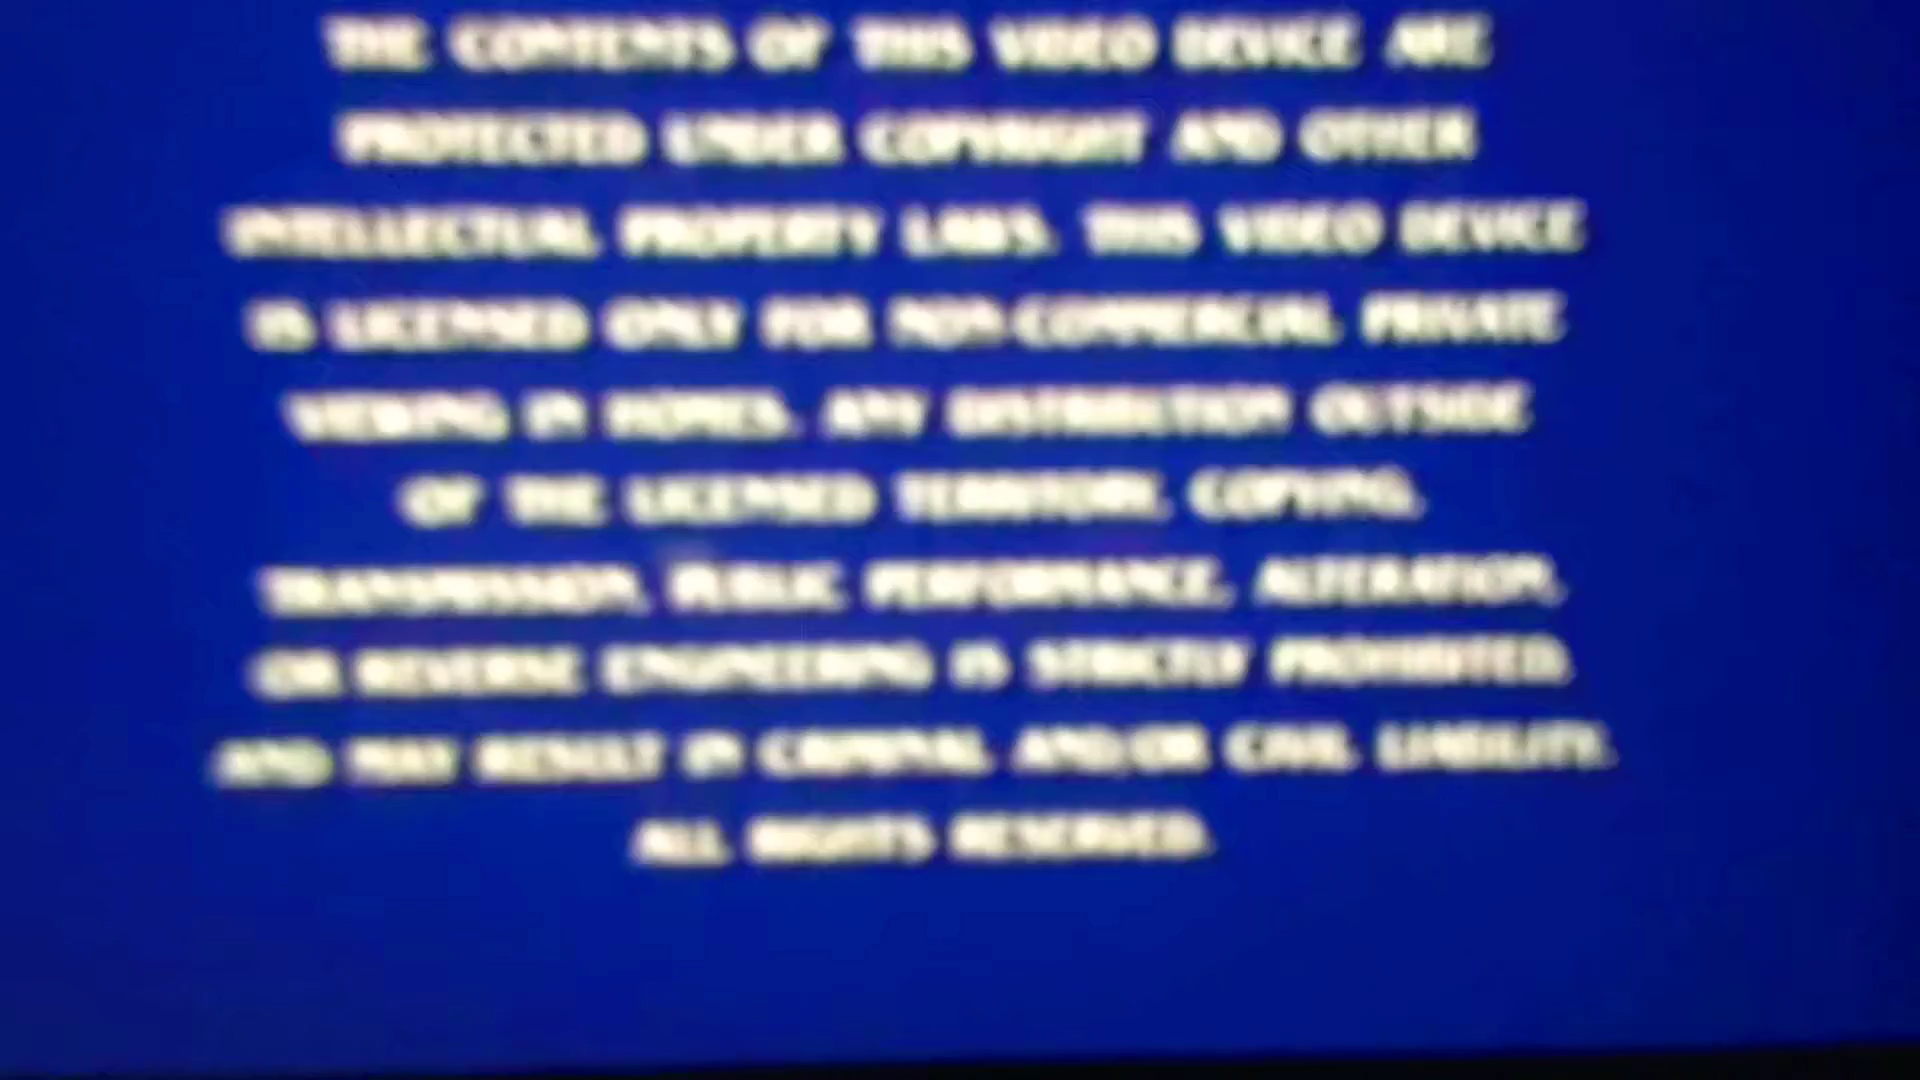 THE CONTENTS OF THIS VIDEO DEVICE ARE
PROTECTED UNDER COPYRIGHT AND OTHER
INTELLECTUAL PROPERTY LAWS. THIS VIDEO DEVICE
IS LICENSED ONLY FOR NON-COMMERCIAL PRIVATE
VIEWING IN HOMES. ANY DISTRIBUTION OUTSIDE
OF THE LICENSED TERRITORY, COPYING,
TRANSMISSION, PUBLIC PERFORMANCE, ALTERATION,
OR REVERSE ENGINEERING IS STRICTLY PROHIBITED,
AND MAY RESULT IN CRIMINAL AND/OR CIVIL LIABILITY.
ALL RIGHTS RESERVED.